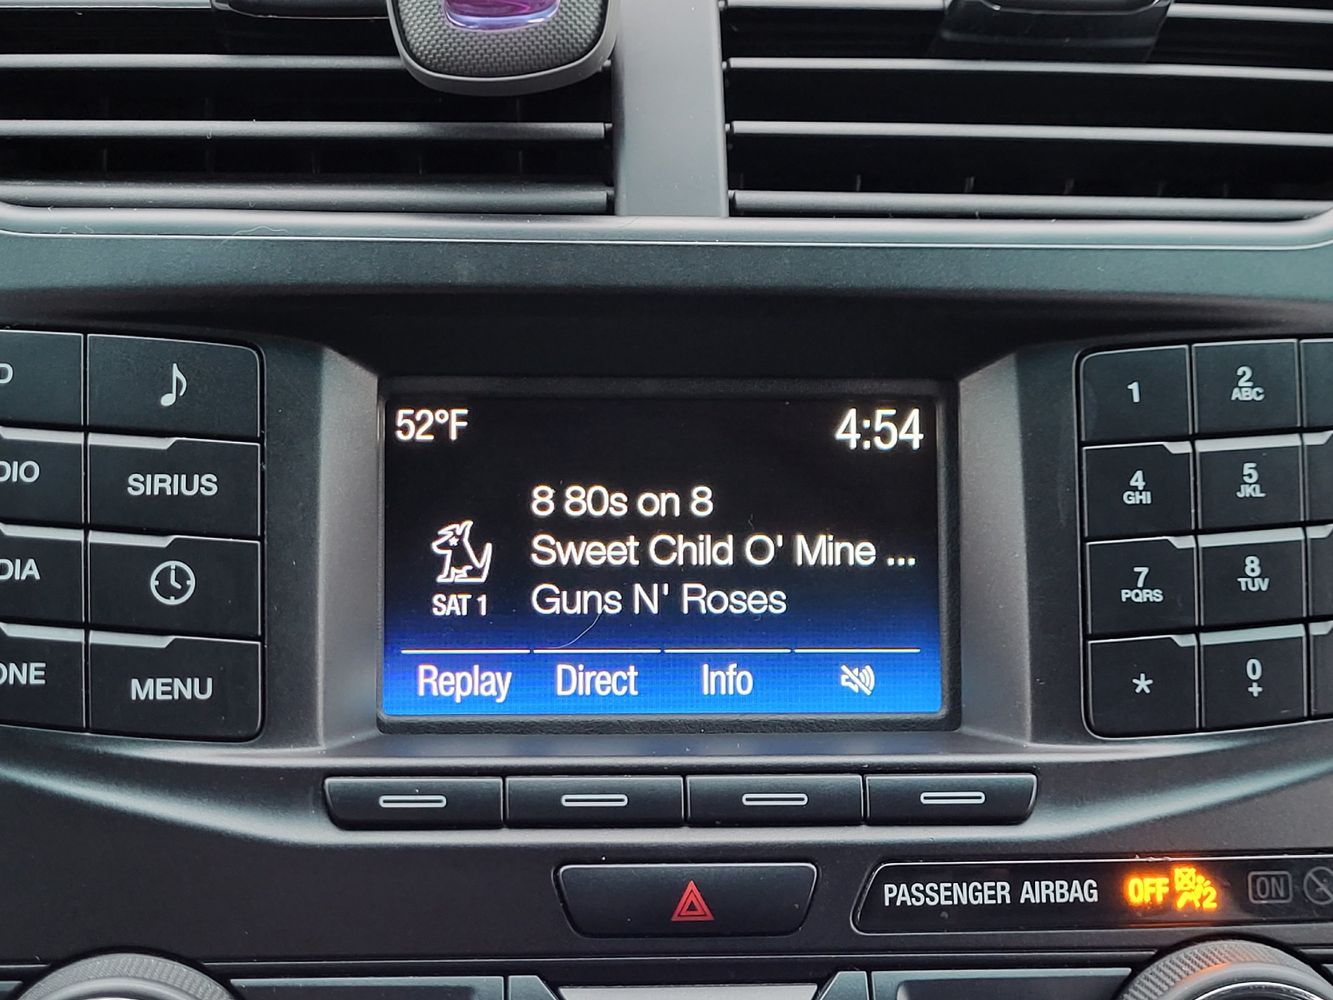 52°F 4:54
8 80s on 8
Sweet Child O' Mine ...
SAT 1 Guns N' Roses
Replay Direct Info
SIRIUS
MENU
1 2 ABC
4 GHI 5 JKL
7 PQRS 8 TUV
* 0 +
PASSENGER AIRBAG OFF 2 ON